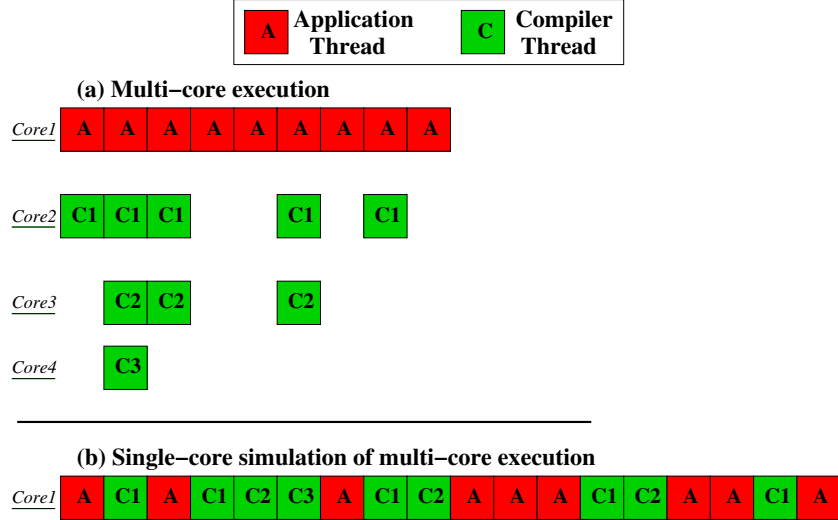 A Application Thread C Compiler Thread
(a) Multi−core execution
Core1 A A A A A A A A A
Core2 C1 C1 C1 C1 C1
Core3 C2 C2 C2
Core4 C3
(b) Single−core simulation of multi−core execution
Core1 A C1 A C1 C2 C3 A C1 C2 A A A C1 C2 A A C1 A